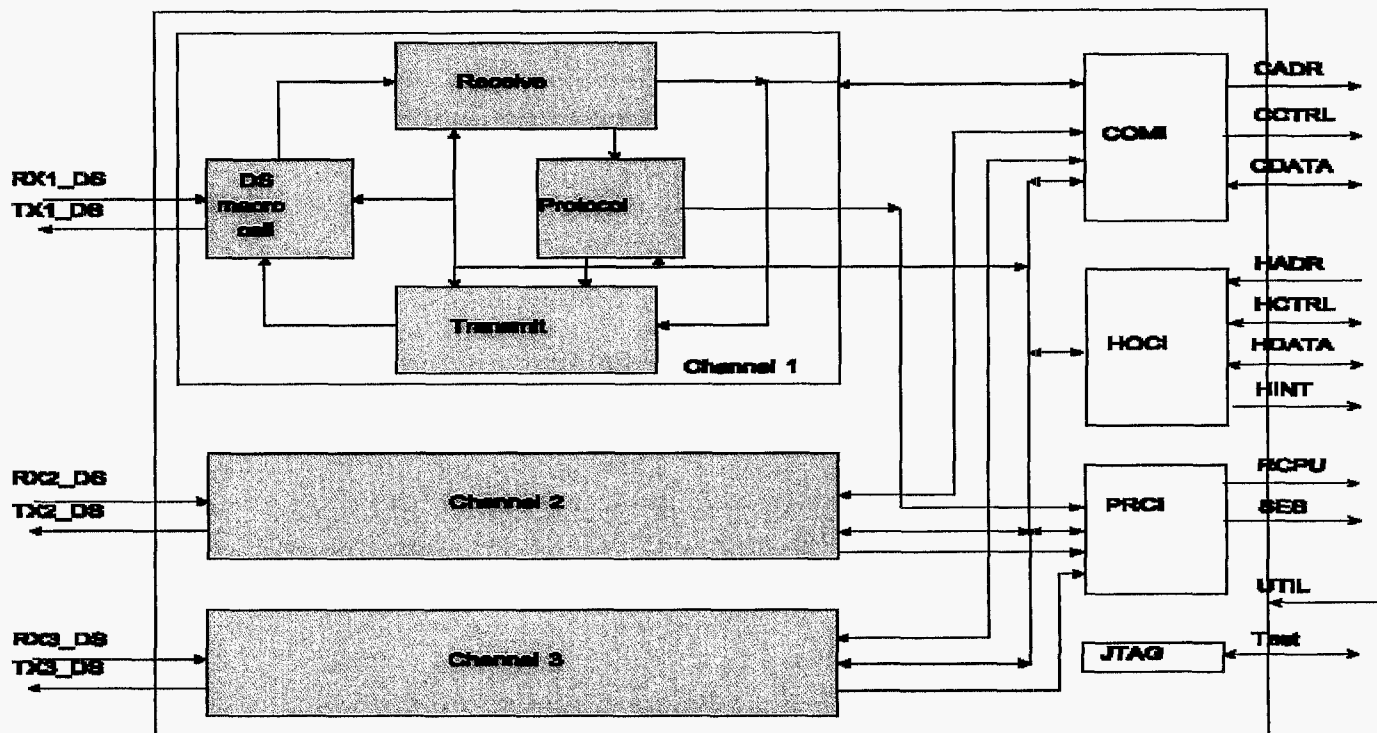 Receive
CADR
COMI
CCTRL
RX1_DS
DS
macro
cell
Protocol
CDATA
TX1_DS
HADR
Transmit
HOCI
HCTRL
Channel 1
HDATA
HINT
RX2_DS
Channel 2
PRCI
RCPU
TX2_DS
SES
UTIL
RX3_DS
Channel 3
JTAG
Test
TX3_DS